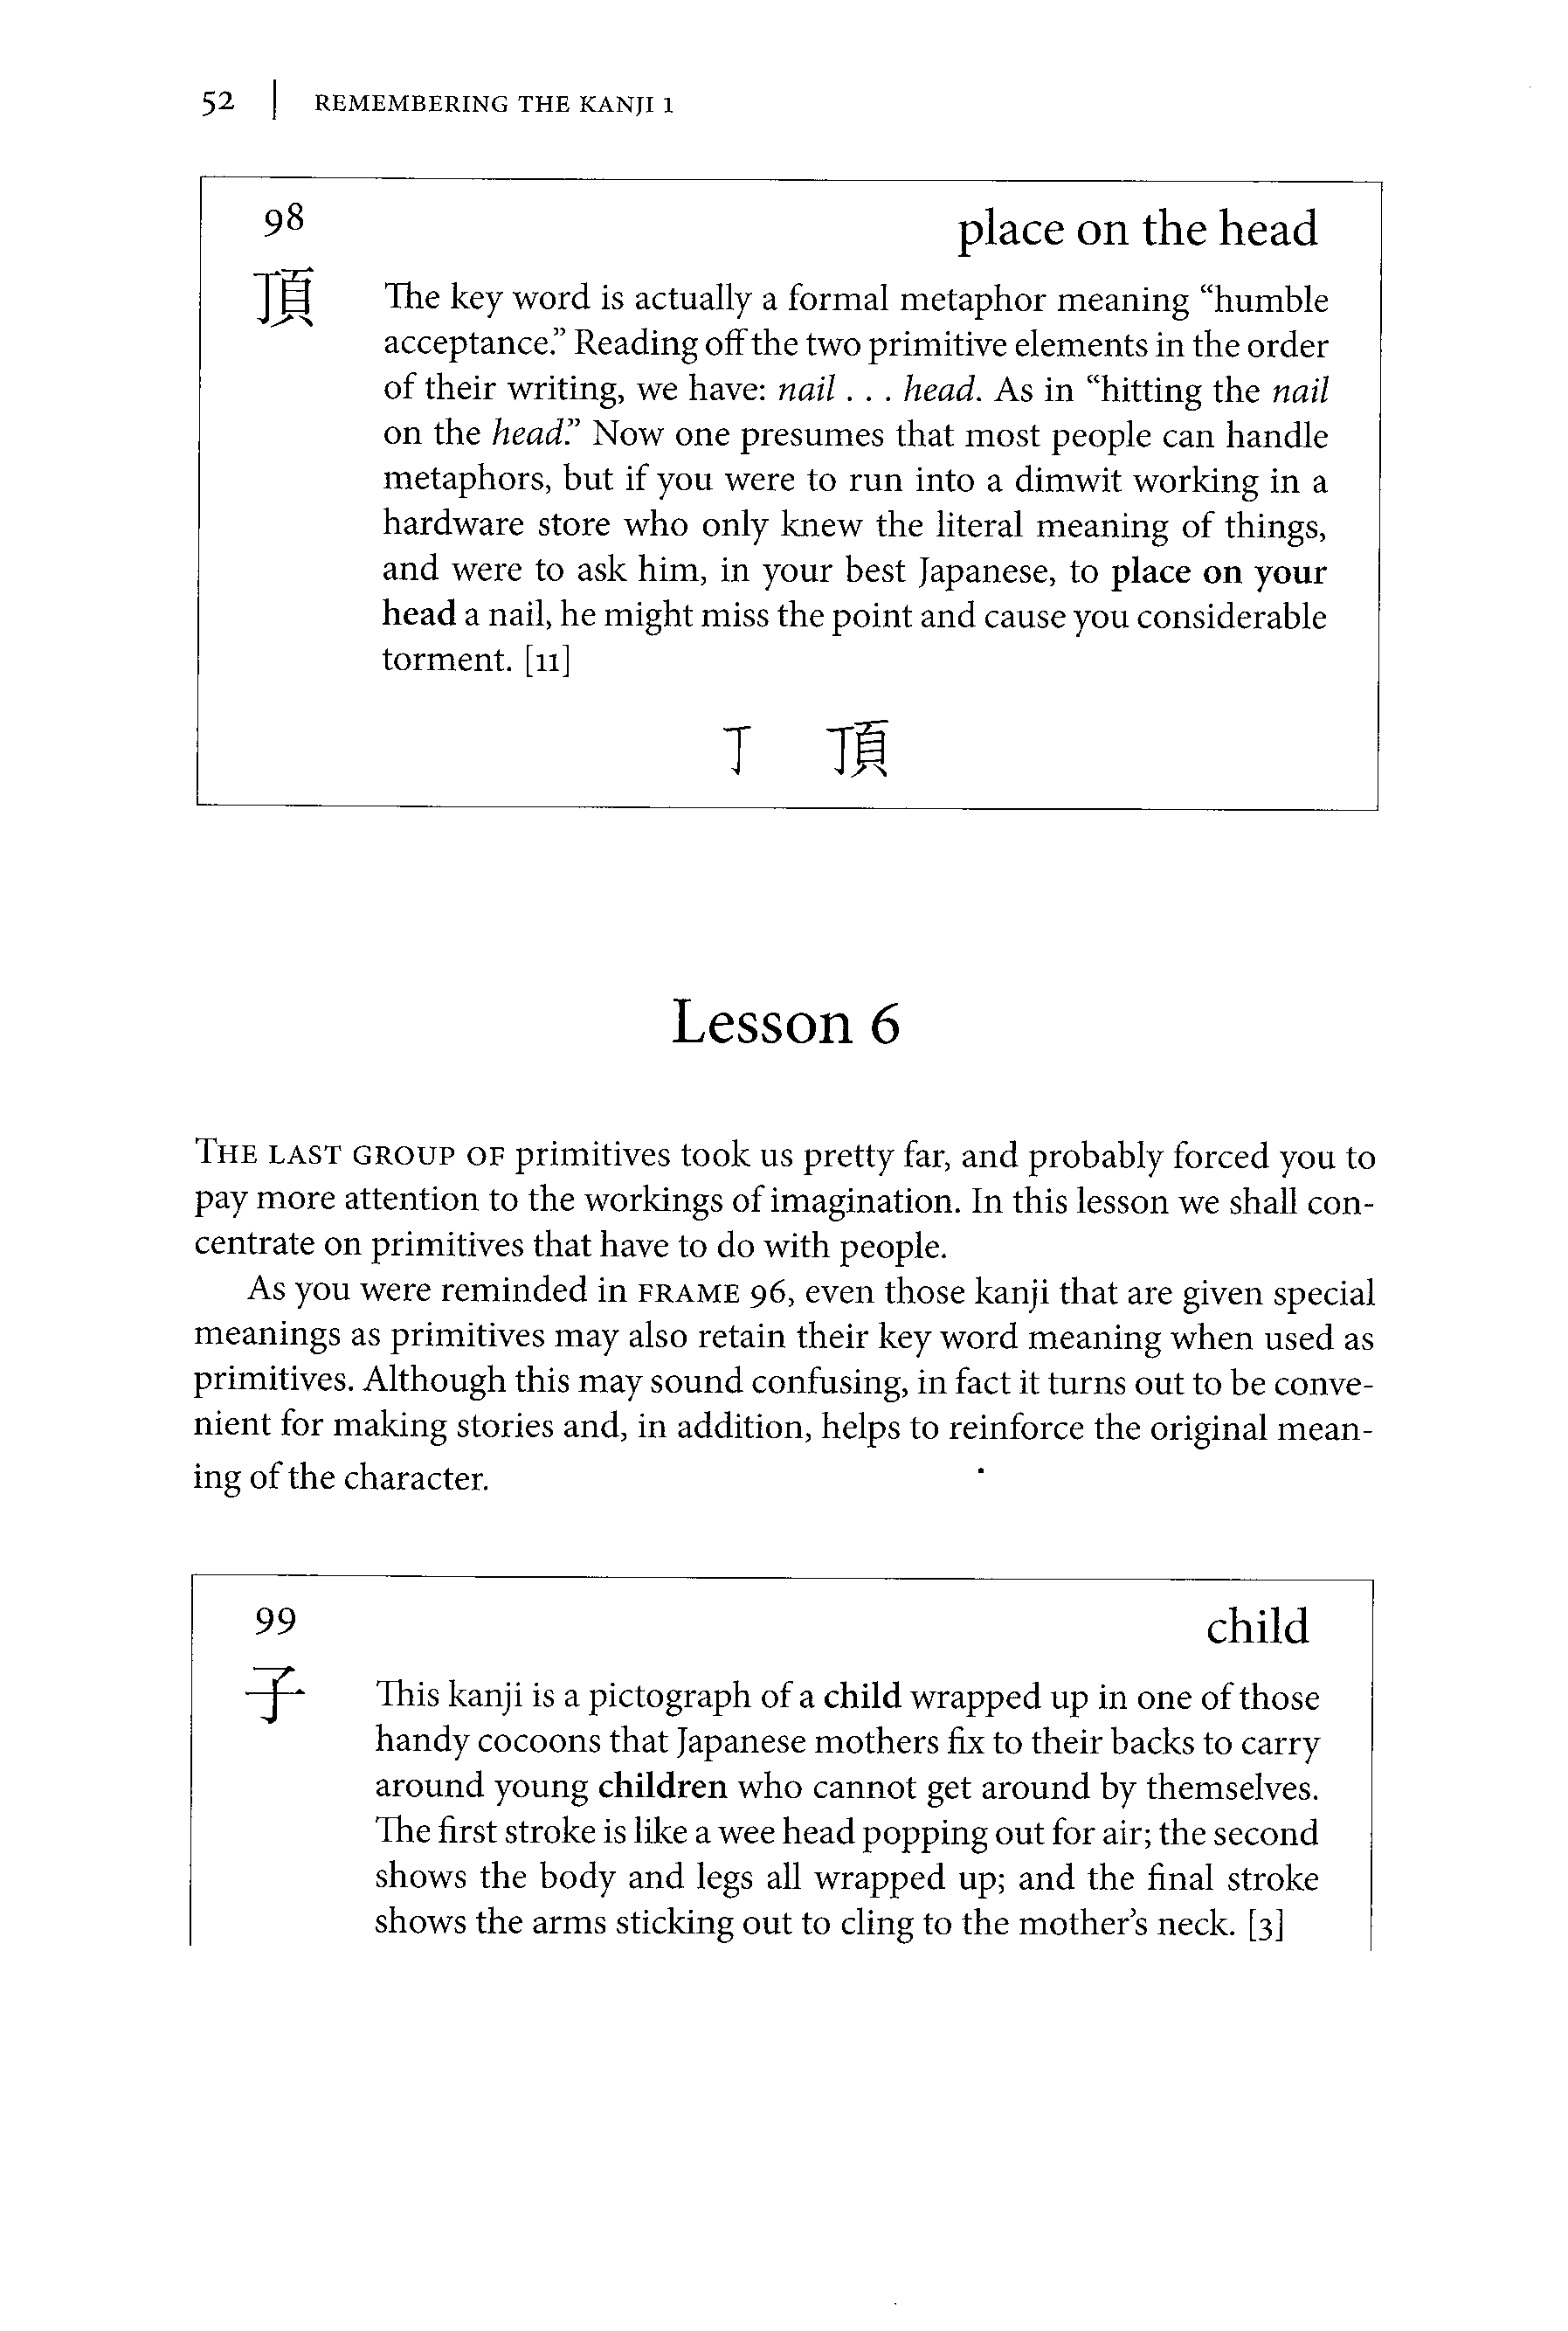 52 | REMEMBERING THE KANJI 1
98 place on the head
頂 The key word is actually a formal metaphor meaning “humble
acceptance.” Reading off the two primitive elements in the order
of their writing, we have: nail . . . head. As in “hitting the nail
on the head.” Now one presumes that most people can handle
metaphors, but if you were to run into a dimwit working in a
hardware store who only knew the literal meaning of things,
and were to ask him, in your best Japanese, to place on your
head a nail, he might miss the point and cause you considerable
torment. [11]
丁 頂
Lesson 6
THE LAST GROUP OF primitives took us pretty far, and probably forced you to
pay more attention to the workings of imagination. In this lesson we shall con-
centrate on primitives that have to do with people.
As you were reminded in FRAME 96, even those kanji that are given special
meanings as primitives may also retain their key word meaning when used as
primitives. Although this may sound confusing, in fact it turns out to be conve-
nient for making stories and, in addition, helps to reinforce the original mean-
ing of the character.
99 child
子 This kanji is a pictograph of a child wrapped up in one of those
handy cocoons that Japanese mothers fix to their backs to carry
around young children who cannot get around by themselves.
The first stroke is like a wee head popping out for air; the second
shows the body and legs all wrapped up; and the final stroke
shows the arms sticking out to cling to the mother’s neck. [3]